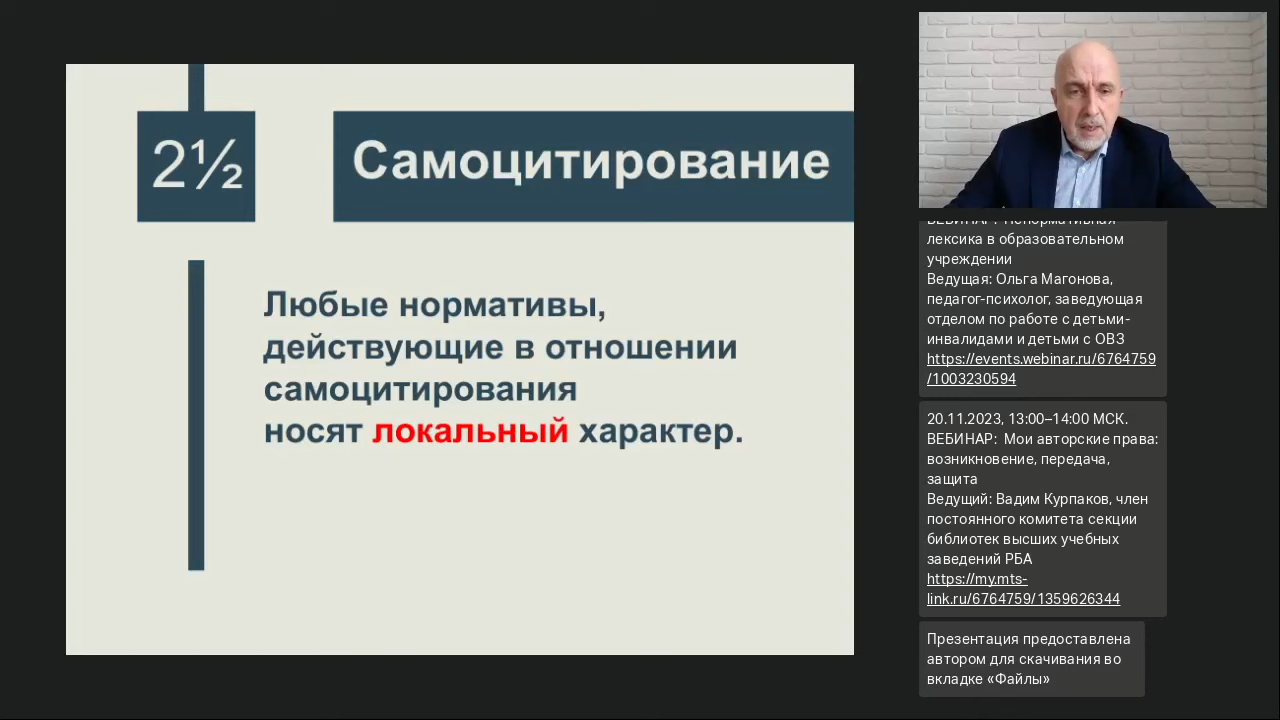 2½
Самоцитирование
Любые нормативы,
действующие в отношении
самоцитирования
носят локальный характер.
ВЕБИНАР: Ненормативная
лексика в образовательном
учреждении
Ведущая: Ольга Магонова,
педагог-психолог, заведующая
отделом по работе с детьми-
инвалидами и детьми с ОВЗ
https://events.webinar.ru/6764759
/1003230594
20.11.2023, 13:00–14:00 МСК.
ВЕБИНАР: Мои авторские права:
возникновение, передача,
защита
Ведущий: Вадим Курпаков, член
постоянного комитета секции
библиотек высших учебных
заведений РБА
https://my.mts-
link.ru/6764759/1359626344
Презентация предоставлена
автором для скачивания во
вкладке «Файлы»